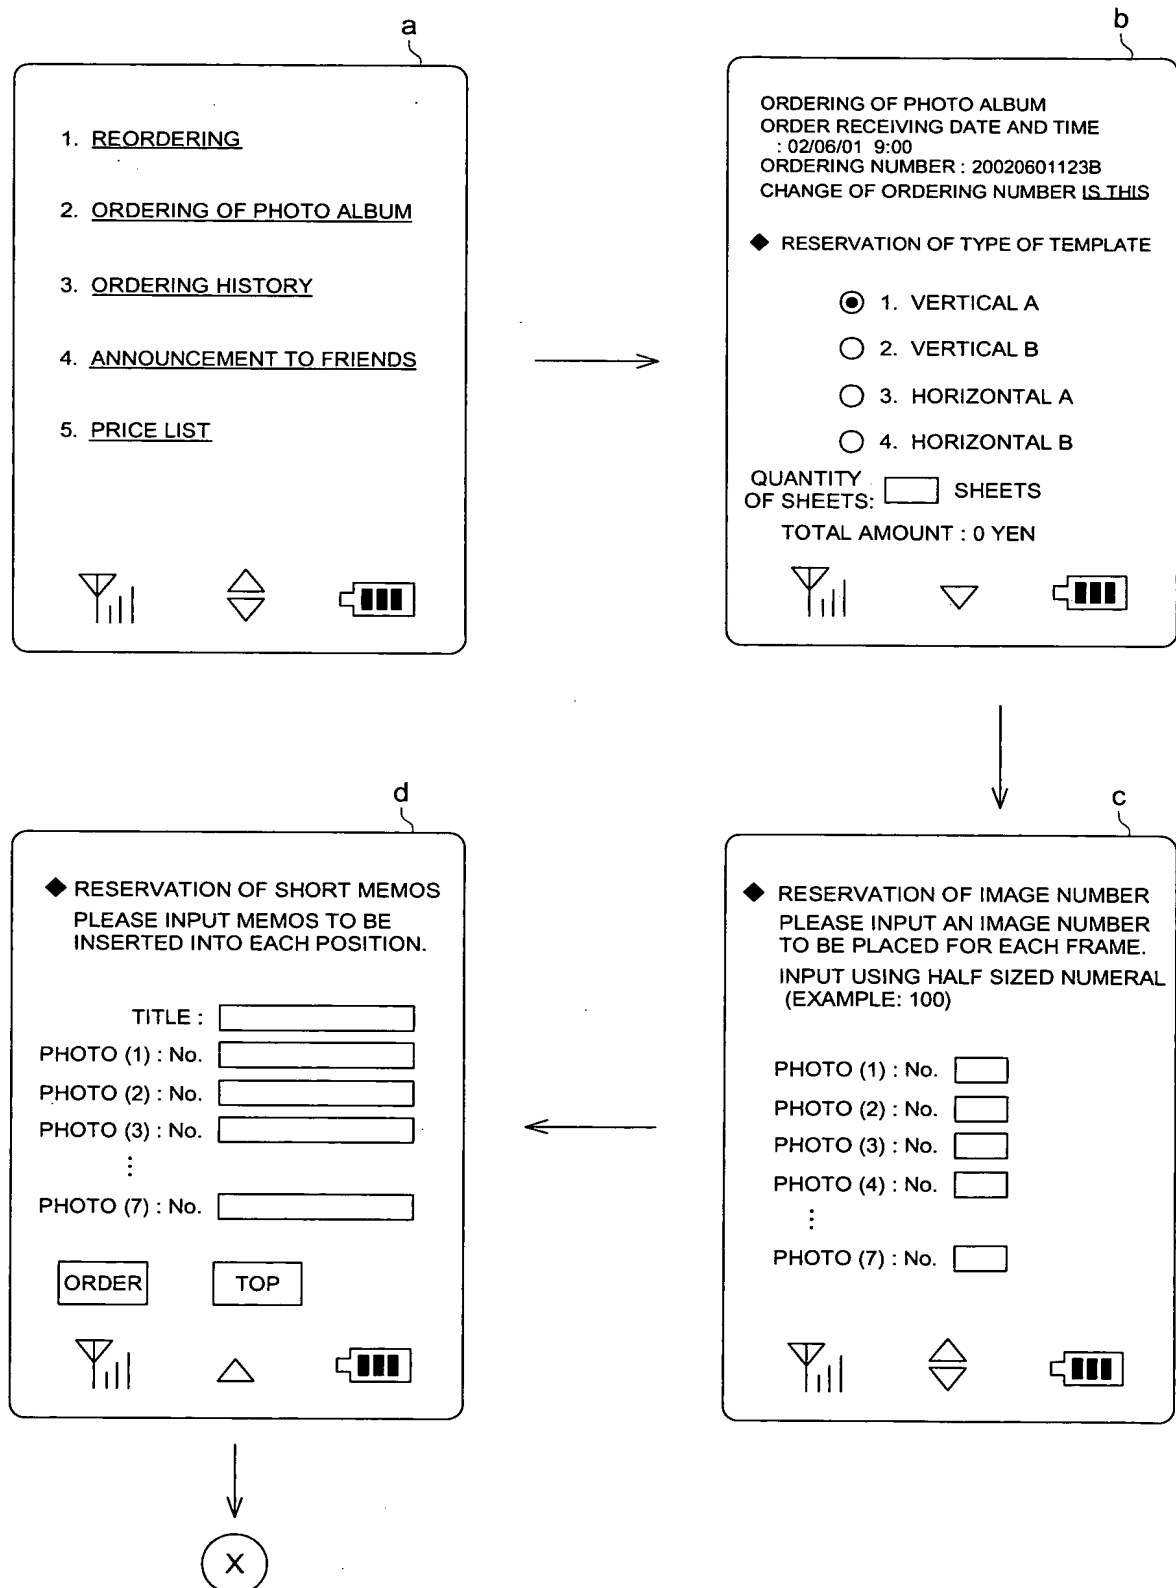 a
1. REORDERING
2. ORDERING OF PHOTO ALBUM
3. ORDERING HISTORY
4. ANNOUNCEMENT TO FRIENDS
5. PRICE LIST
b
ORDERING OF PHOTO ALBUM
ORDER RECEIVING DATE AND TIME
: 02/06/01 9:00
ORDERING NUMBER : 20020601123B
CHANGE OF ORDERING NUMBER IS THIS
◆ RESERVATION OF TYPE OF TEMPLATE
1. VERTICAL A
2. VERTICAL B
3. HORIZONTAL A
4. HORIZONTAL B
QUANTITY
OF SHEETS: SHEETS
TOTAL AMOUNT : 0 YEN
c
◆ RESERVATION OF IMAGE NUMBER
PLEASE INPUT AN IMAGE NUMBER
TO BE PLACED FOR EACH FRAME.
INPUT USING HALF SIZED NUMERAL
(EXAMPLE: 100)
PHOTO (1) : No.
PHOTO (2) : No.
PHOTO (3) : No.
PHOTO (4) : No.
⋮
PHOTO (7) : No.
d
◆ RESERVATION OF SHORT MEMOS
PLEASE INPUT MEMOS TO BE
INSERTED INTO EACH POSITION.
TITLE :
PHOTO (1) : No.
PHOTO (2) : No.
PHOTO (3) : No.
⋮
PHOTO (7) : No.
ORDER TOP
X